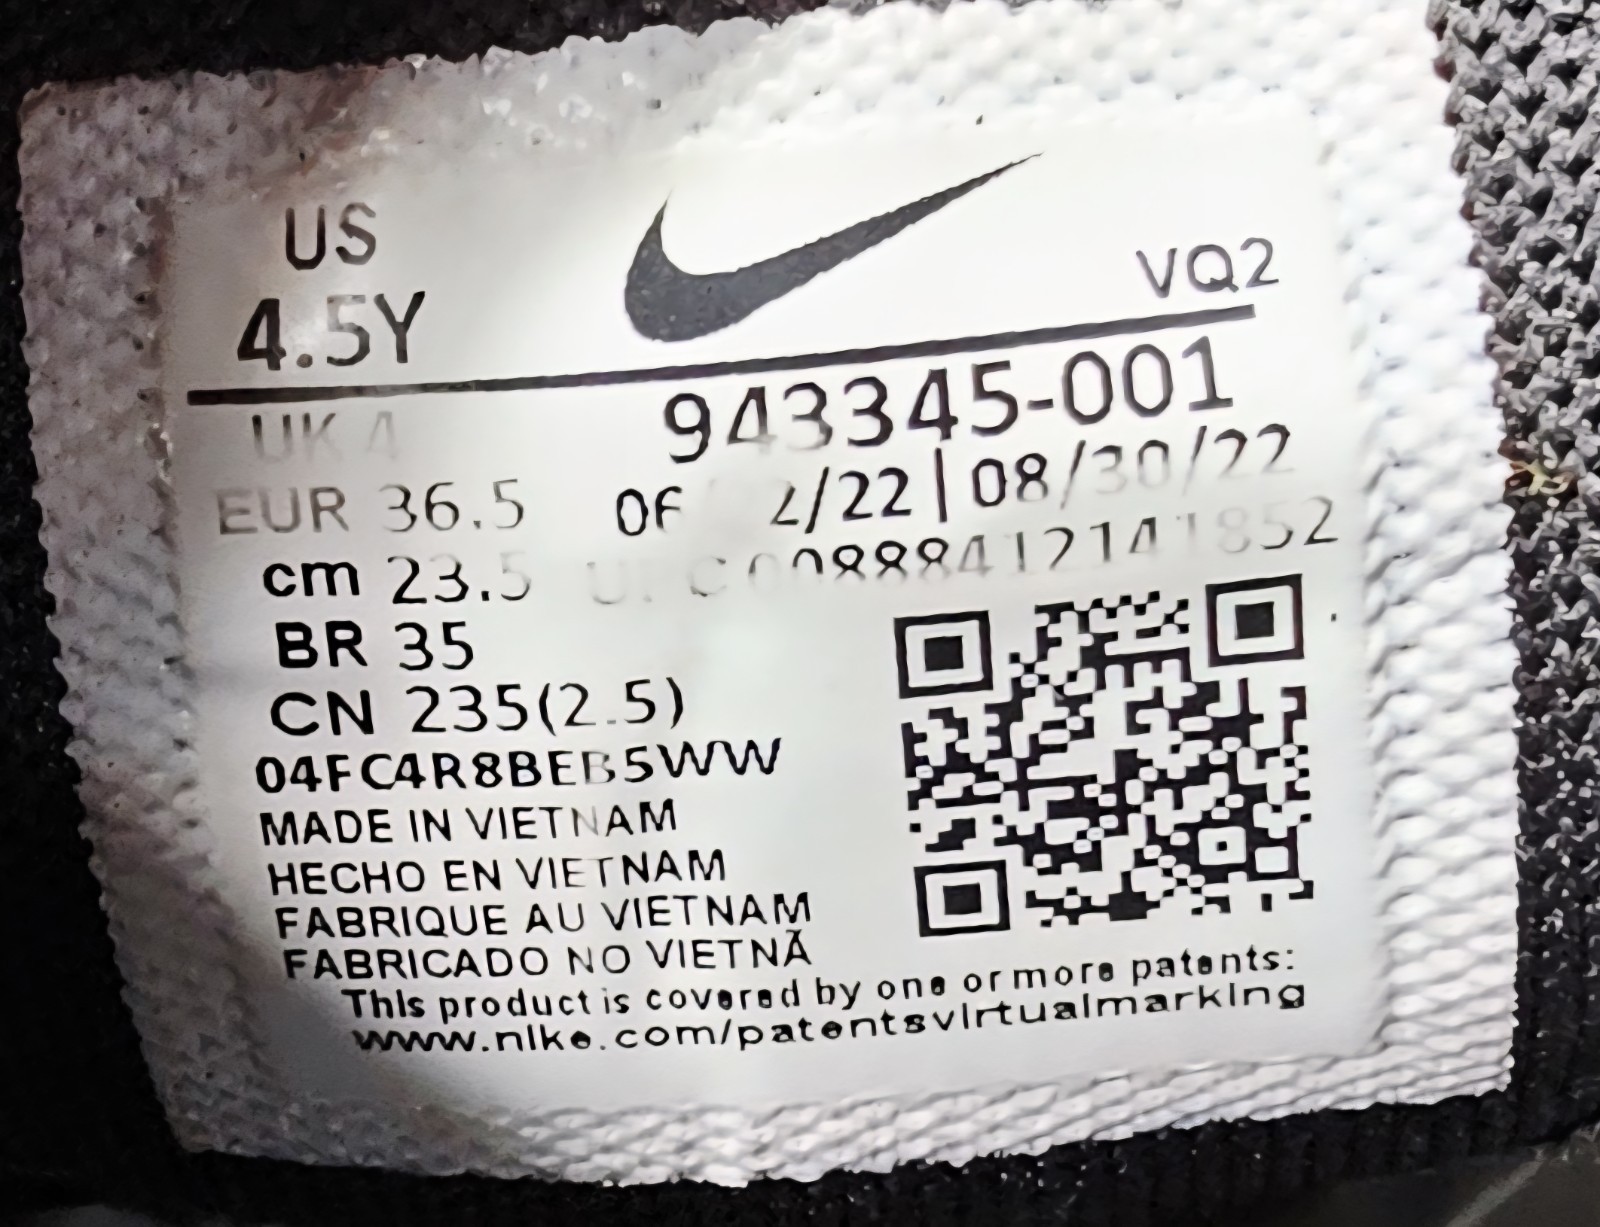 US
4.5Y
VQ2
UK 4
943345-001
EUR 36.5
/22 | 08/30/22
cm 23.5
BR 35
CN 235(2.5)
04FC4R8BEB5WW
MADE IN VIETNAM
HECHO EN VIETNAM
FABRIQUE AU VIETNAM
FABRICADO NO VIETNÃ
This product is covered by one or more patents:
www.nike.com/patentsvirtualmarking